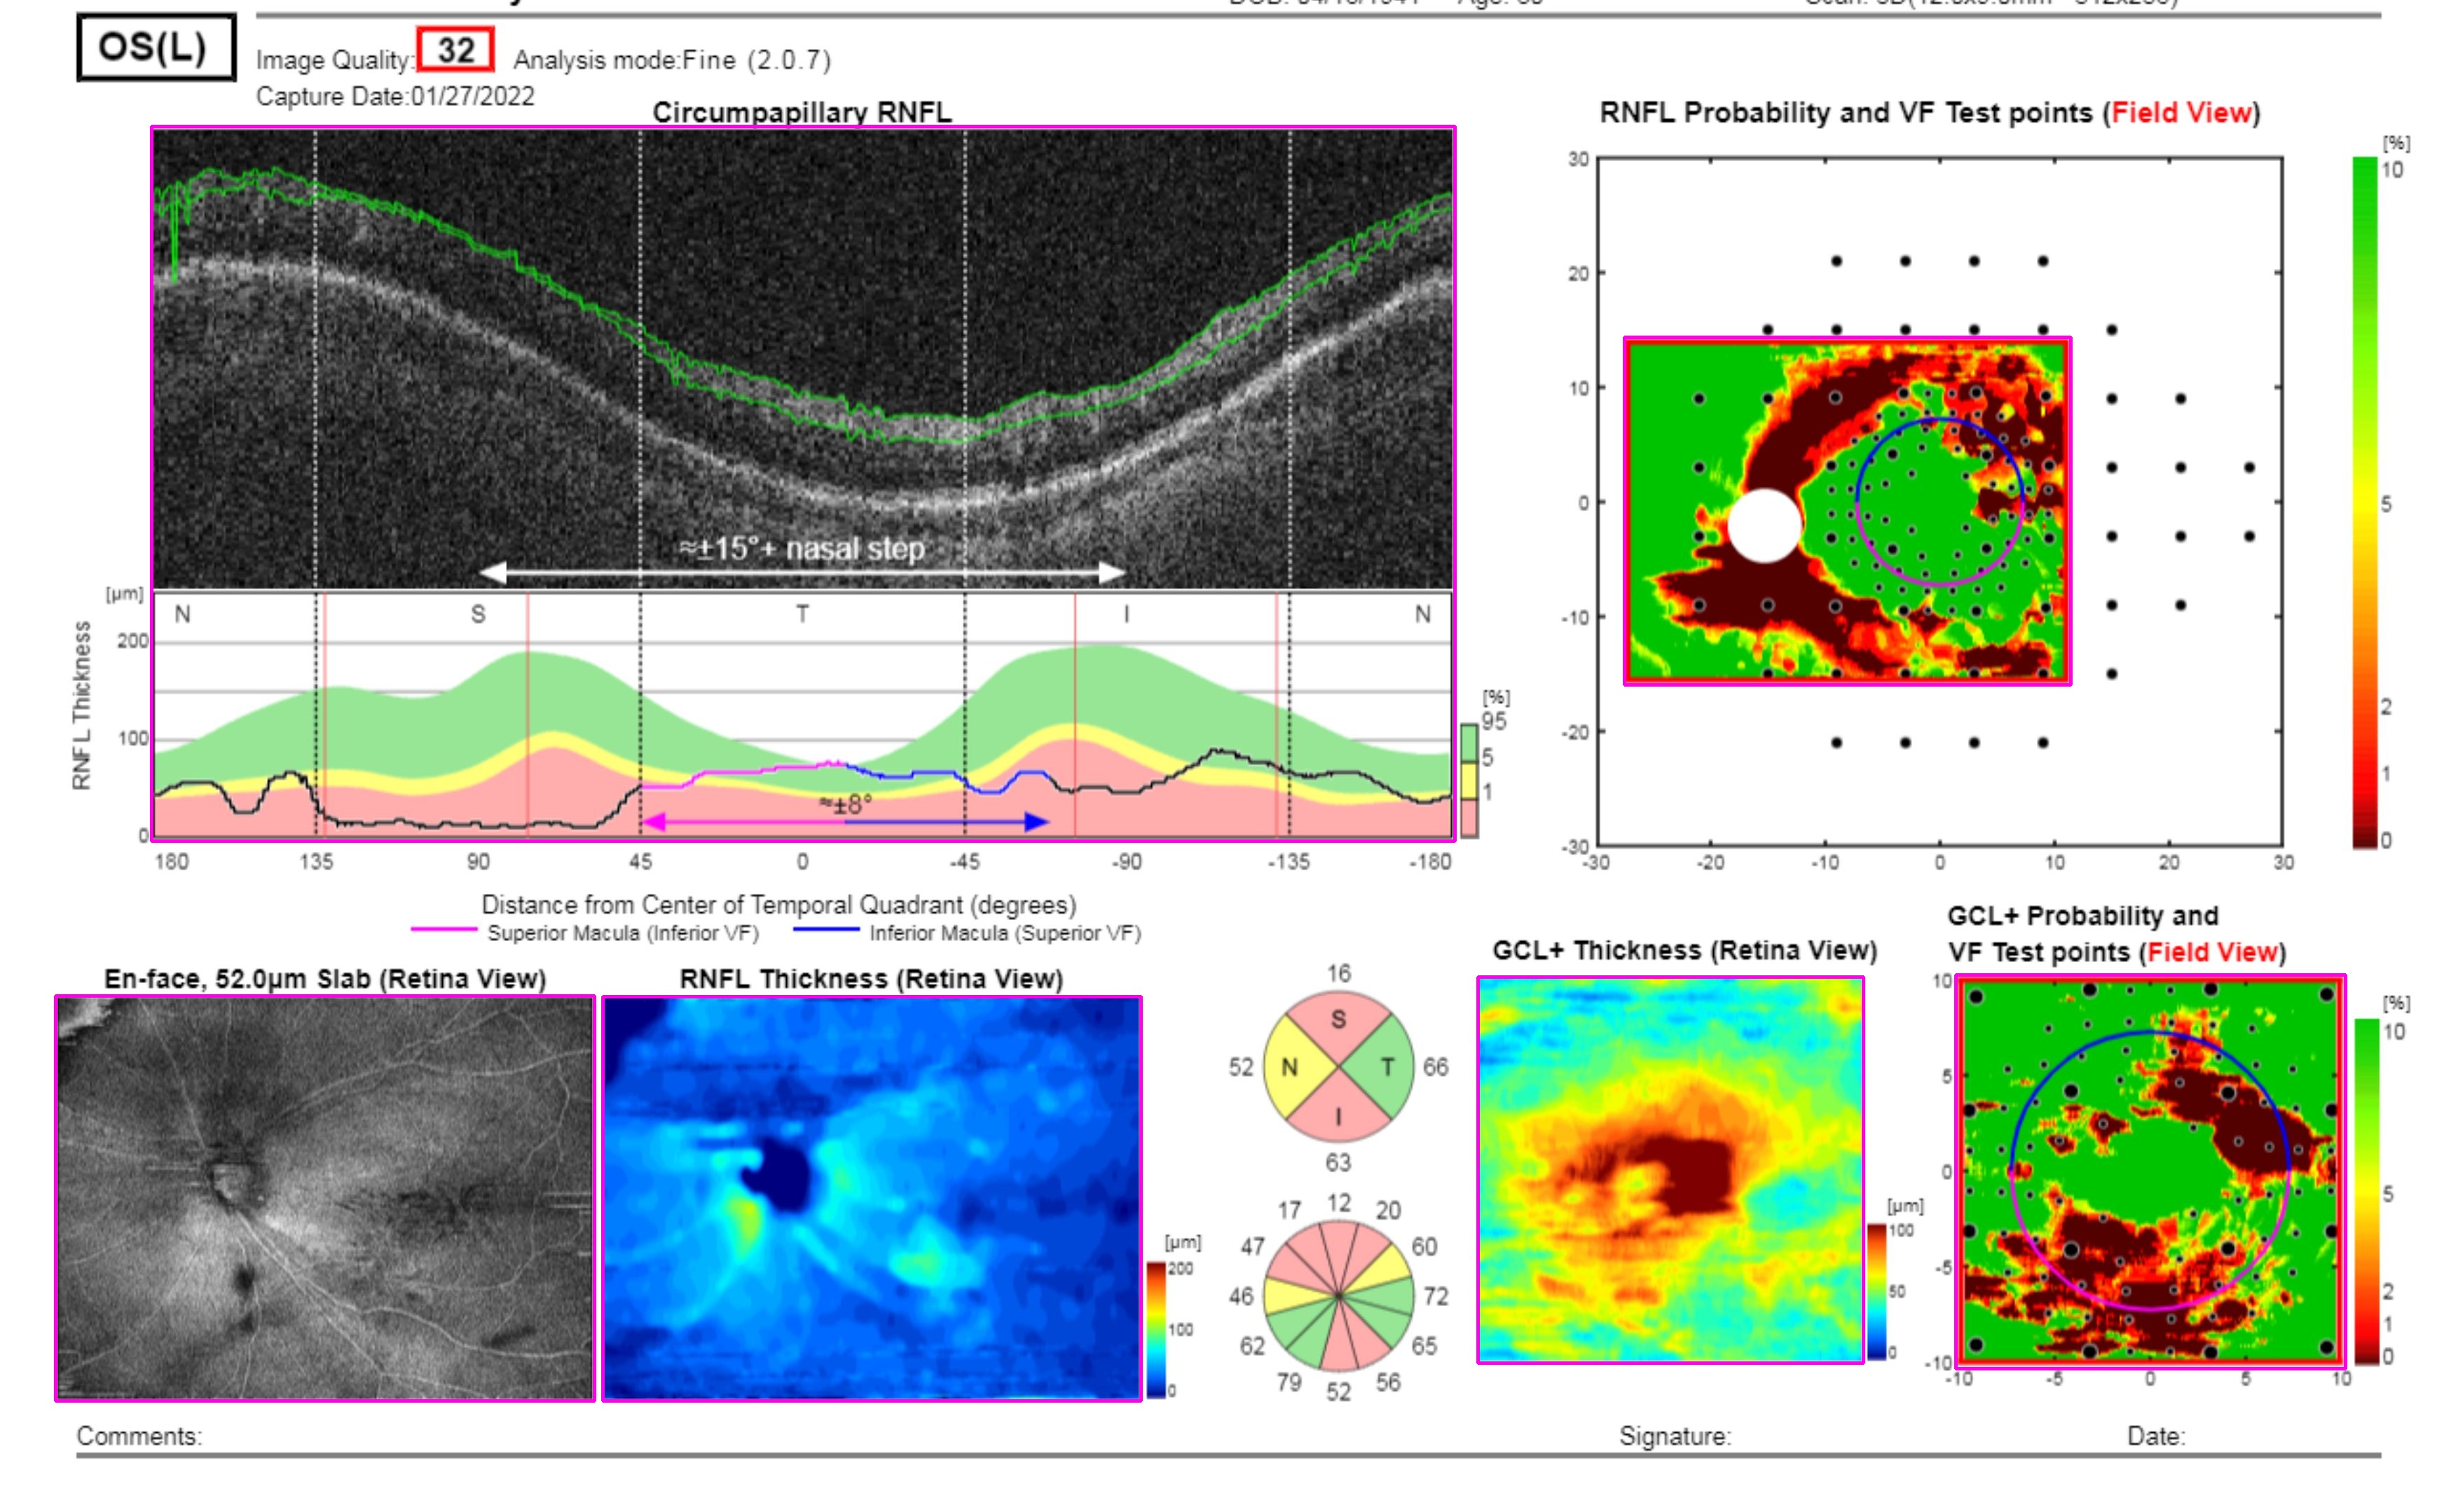 OS(L)
Image Quality: 32 Analysis mode:Fine (2.0.7)
Capture Date:01/27/2022
Circumpapillary RNFL
≈±15°+ nasal step
[µm]
N S T I N
RNFL Thickness
200
100
0
≈±8°
[%]
95
5
1
180 135 90 45 0 -45 -90 -135 -180
Distance from Center of Temporal Quadrant (degrees)
Superior Macula (Inferior VF) Inferior Macula (Superior VF)
RNFL Probability and VF Test points (Field View)
30
20
10
0
-10
-20
-30
-30 -20 -10 0 10 20 30
[%]
10
5
2
1
0
En-face, 52.0µm Slab (Retina View)
RNFL Thickness (Retina View)
[µm]
200
100
0
16
S
52 N T 66
I
63
17 12 20
47 60
46 72
62 65
79 52 56
GCL+ Thickness (Retina View)
[µm]
100
50
0
GCL+ Probability and
VF Test points (Field View)
10
5
0
-5
-10
-10 -5 0 5 10
[%]
10
5
2
1
0
Comments: Signature: Date: